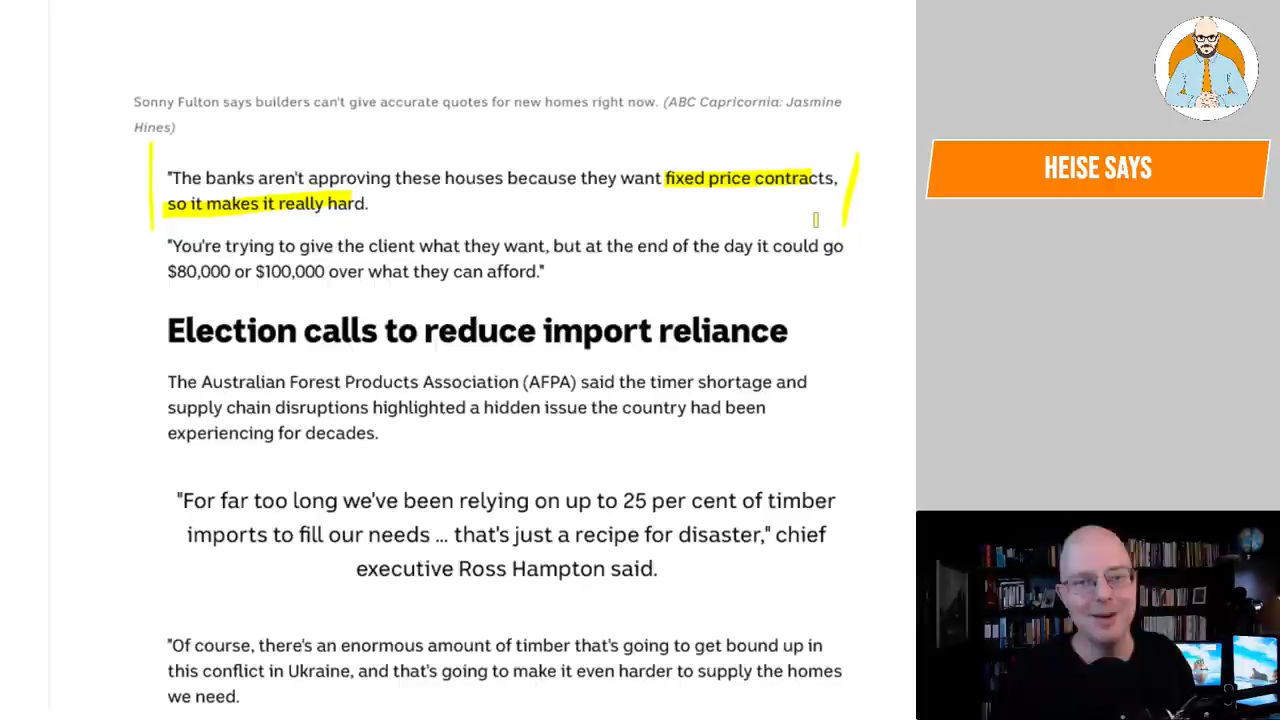 Sonny Fulton says builders can't give accurate quotes for new homes right now. (ABC Capricornia: Jasmine
Hines)
"The banks aren't approving these houses because they want fixed price contracts,
so it makes it really hard.
"You're trying to give the client what they want, but at the end of the day it could go
$80,000 or $100,000 over what they can afford."
Election calls to reduce import reliance
The Australian Forest Products Association (AFPA) said the timer shortage and
supply chain disruptions highlighted a hidden issue the country had been
experiencing for decades.
"For far too long we've been relying on up to 25 per cent of timber
imports to fill our needs ... that's just a recipe for disaster," chief
executive Ross Hampton said.
"Of course, there's an enormous amount of timber that's going to get bound up in
this conflict in Ukraine, and that's going to make it even harder to supply the homes
we need.
HEISE SAYS